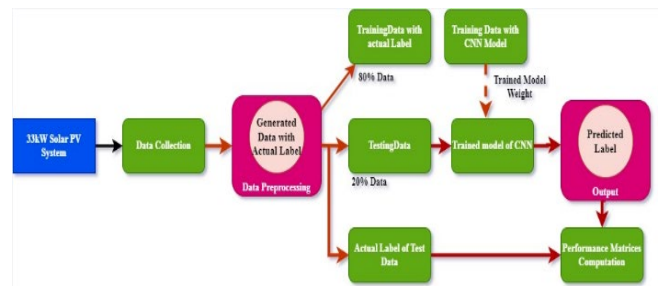 TrainingData with
actual Label
Training Data with
CNN Model
80% Data
Trained Model
Weight
33kW Solar PV
System
Data Collection
Generated
Data with
Actual Label
Data Preprocessing
TestingData
20% Data
Trained model of CNN
Predicted
Label
Output
Actual Label of Test
Data
Performance Matrices
Computation